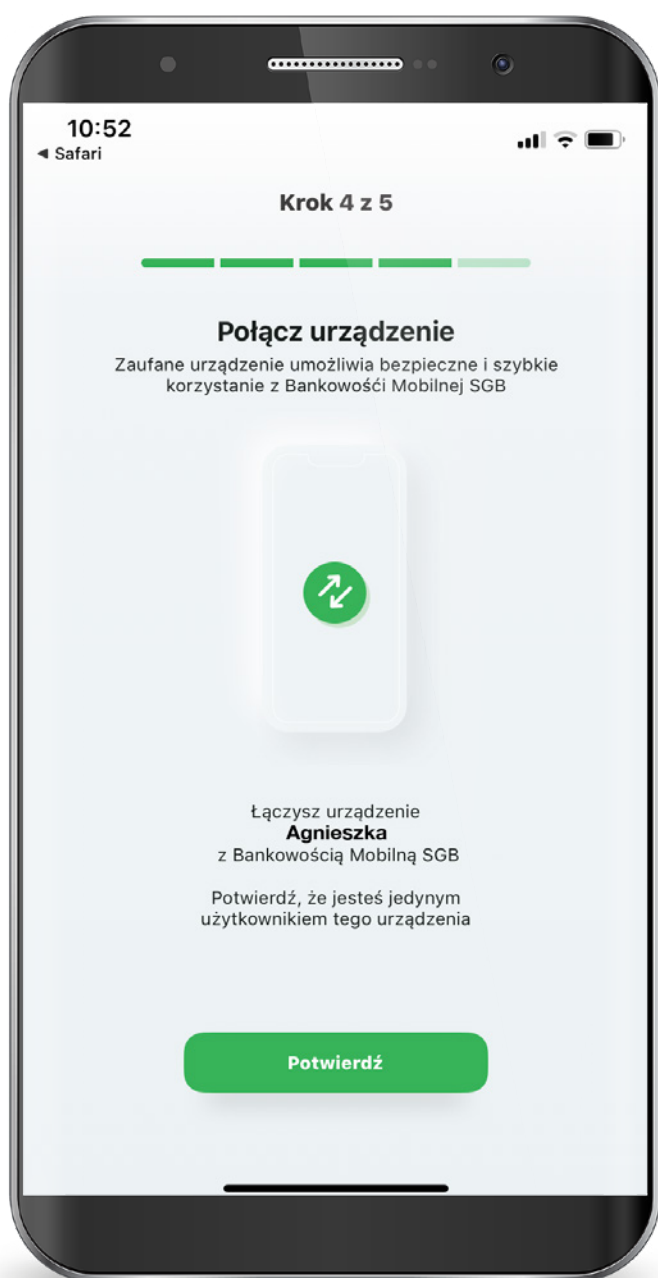 10:52
◀ Safari
Krok 4 z 5
Połącz urządzenie
Zaufane urządzenie umożliwia bezpieczne i szybkie
korzystanie z Bankowośći Mobilnej SGB
Łączysz urządzenie
Agnieszka
z Bankowością Mobilną SGB
Potwierdź, że jesteś jedynym
użytkownikiem tego urządzenia
Potwierdź